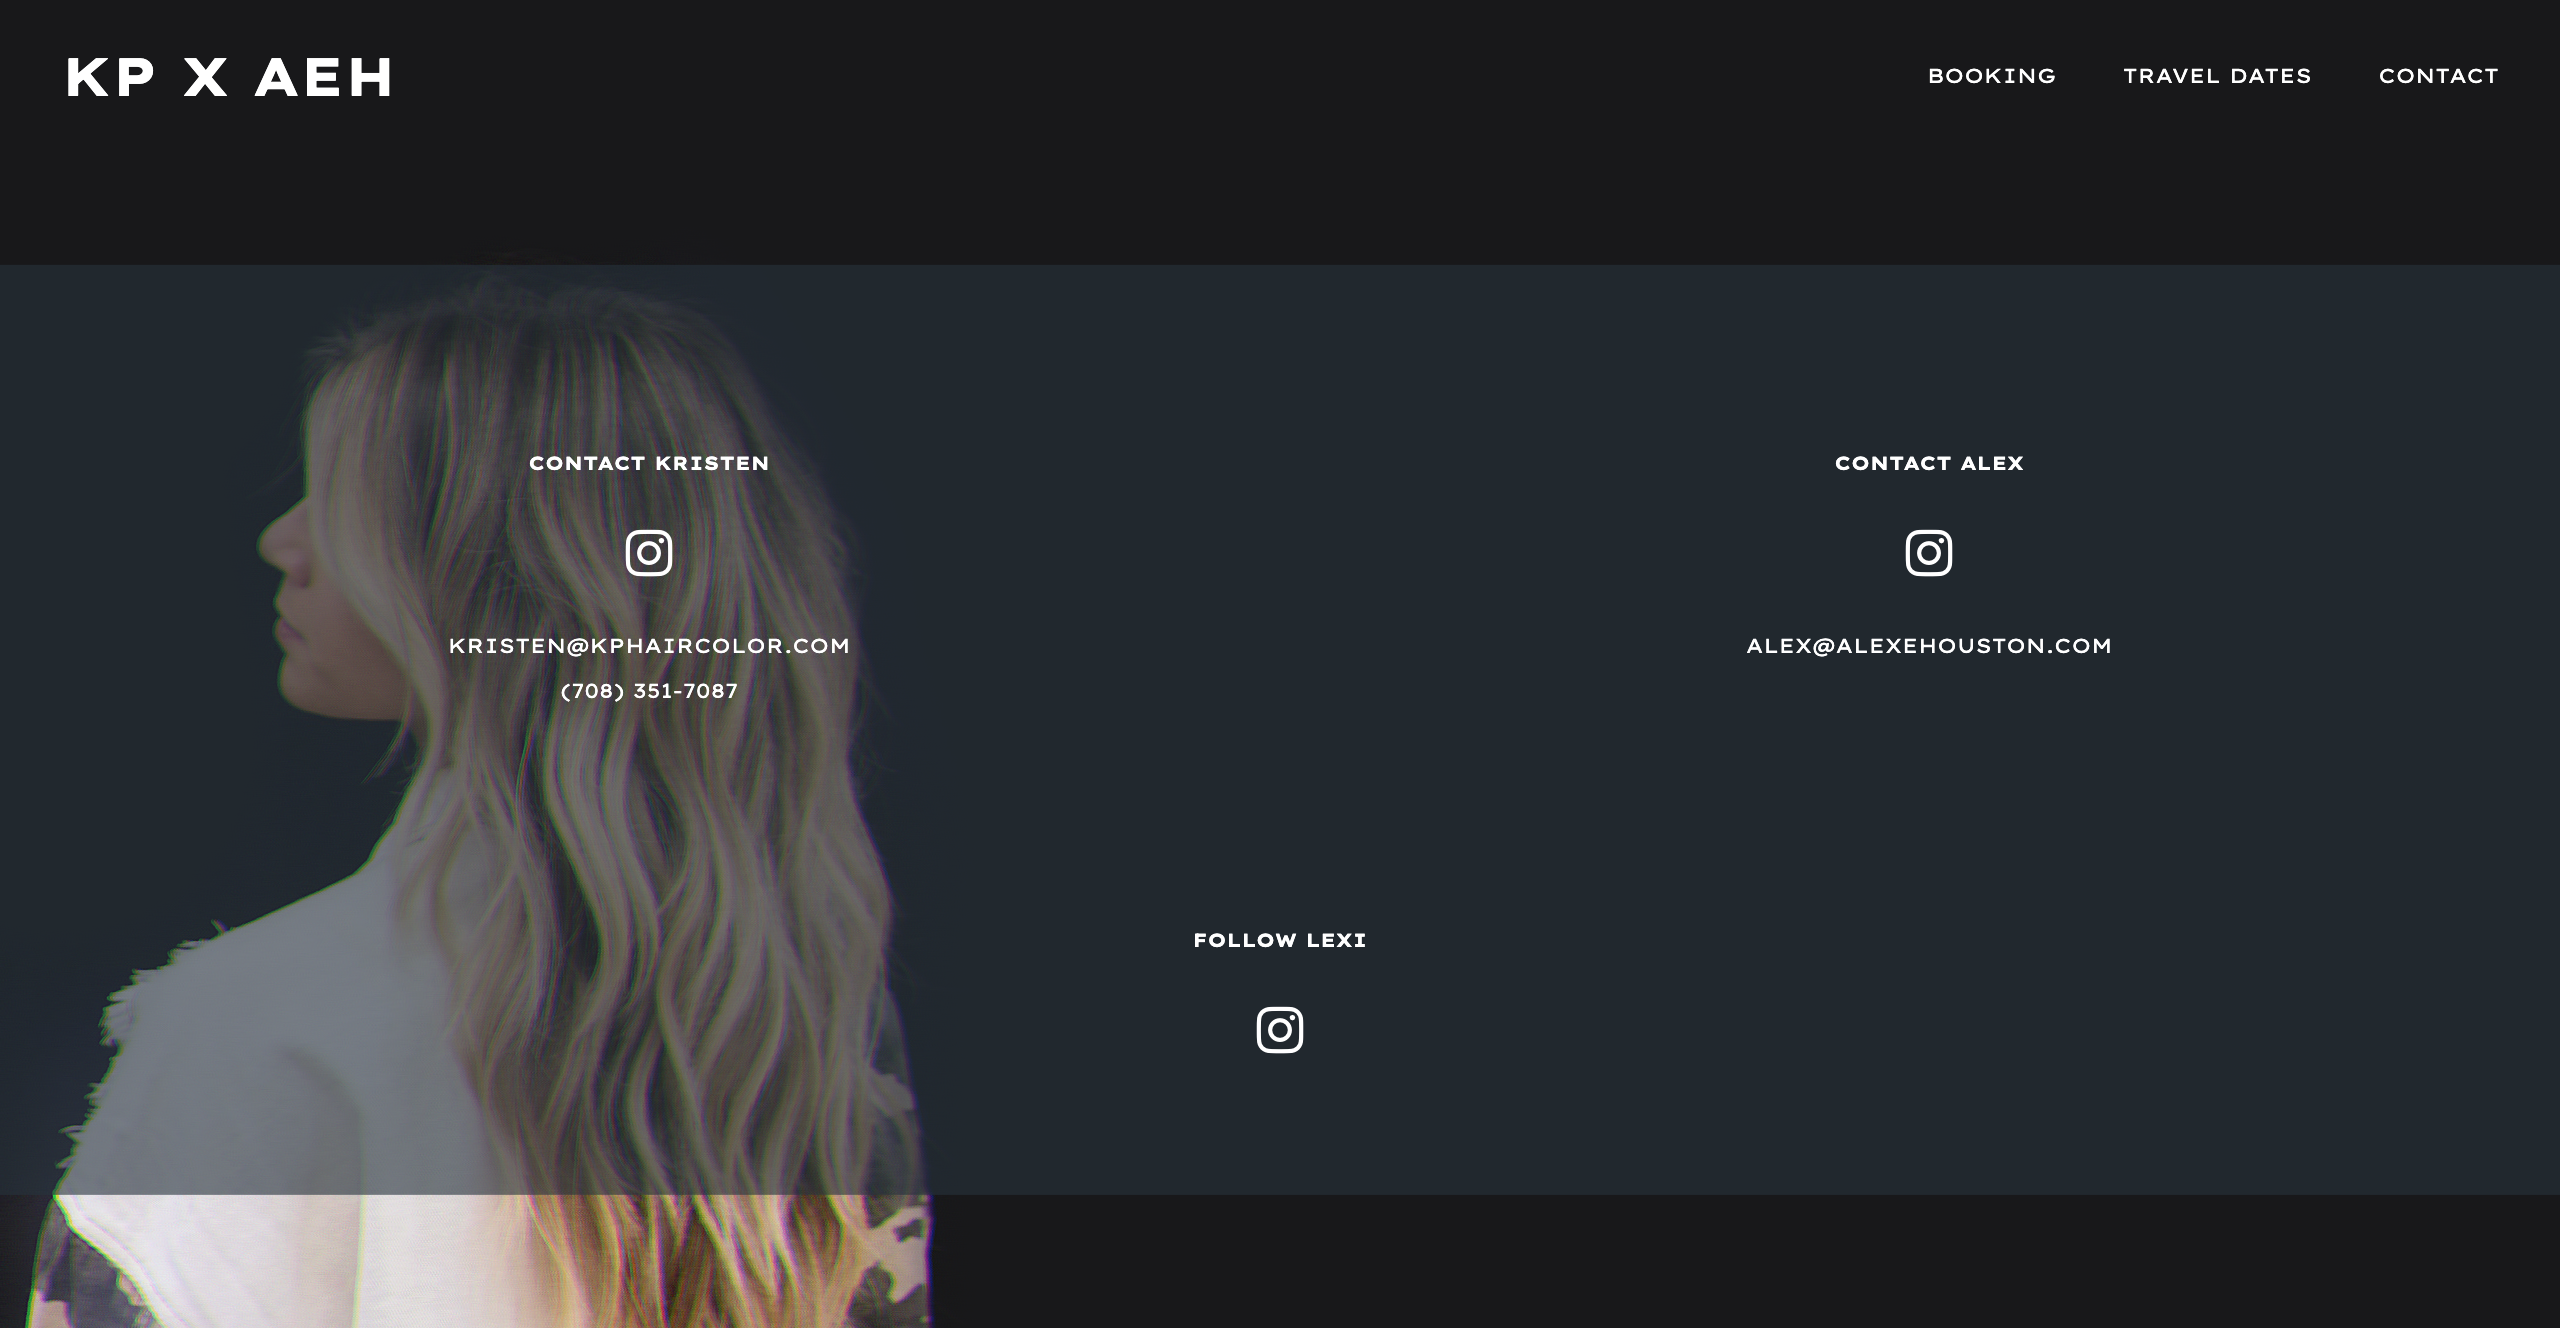 KP X AEH
BOOKING
TRAVEL DATES
CONTACT
CONTACT KRISTEN
KRISTEN@KPHAIRCOLOR.COM
(708) 351-7087
CONTACT ALEX
ALEX@ALEXEHOUSTON.COM
FOLLOW LEXI